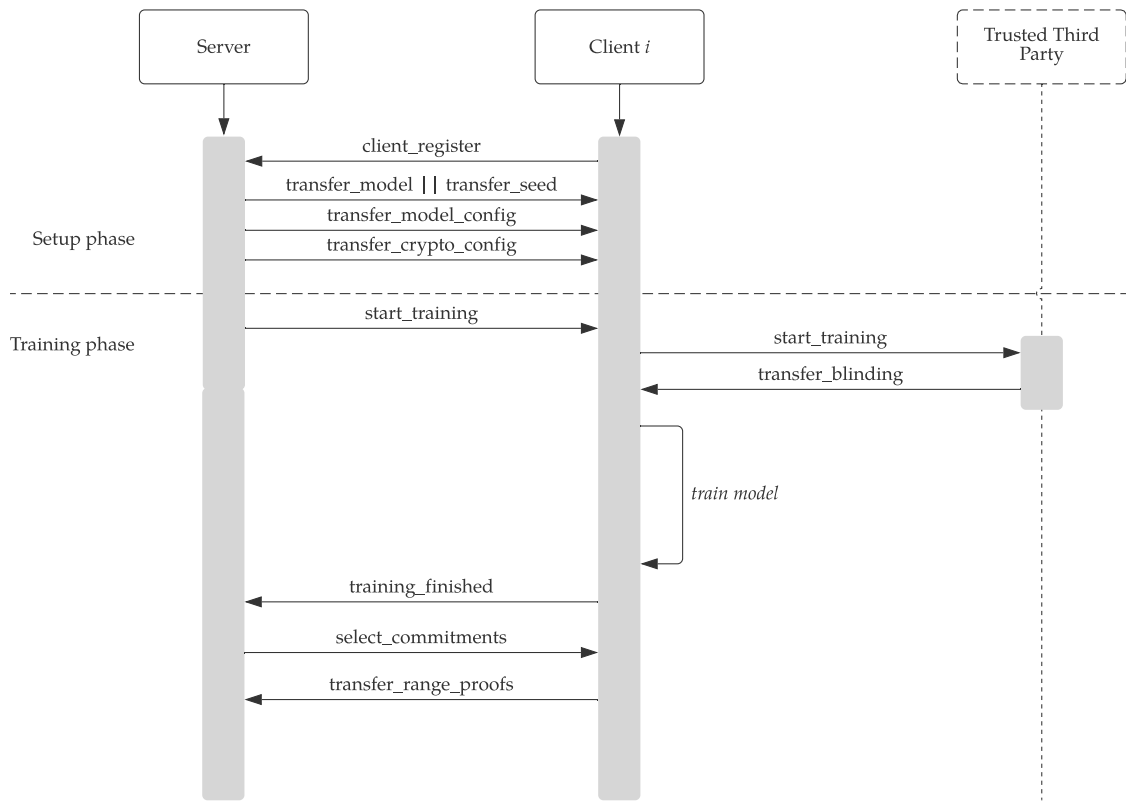 Server
Client i
Trusted Third
Party
client_register
transfer_model || transfer_seed
transfer_model_config
Setup phase
transfer_crypto_config
start_training
Training phase
start_training
transfer_blinding
train model
training_finished
select_commitments
transfer_range_proofs